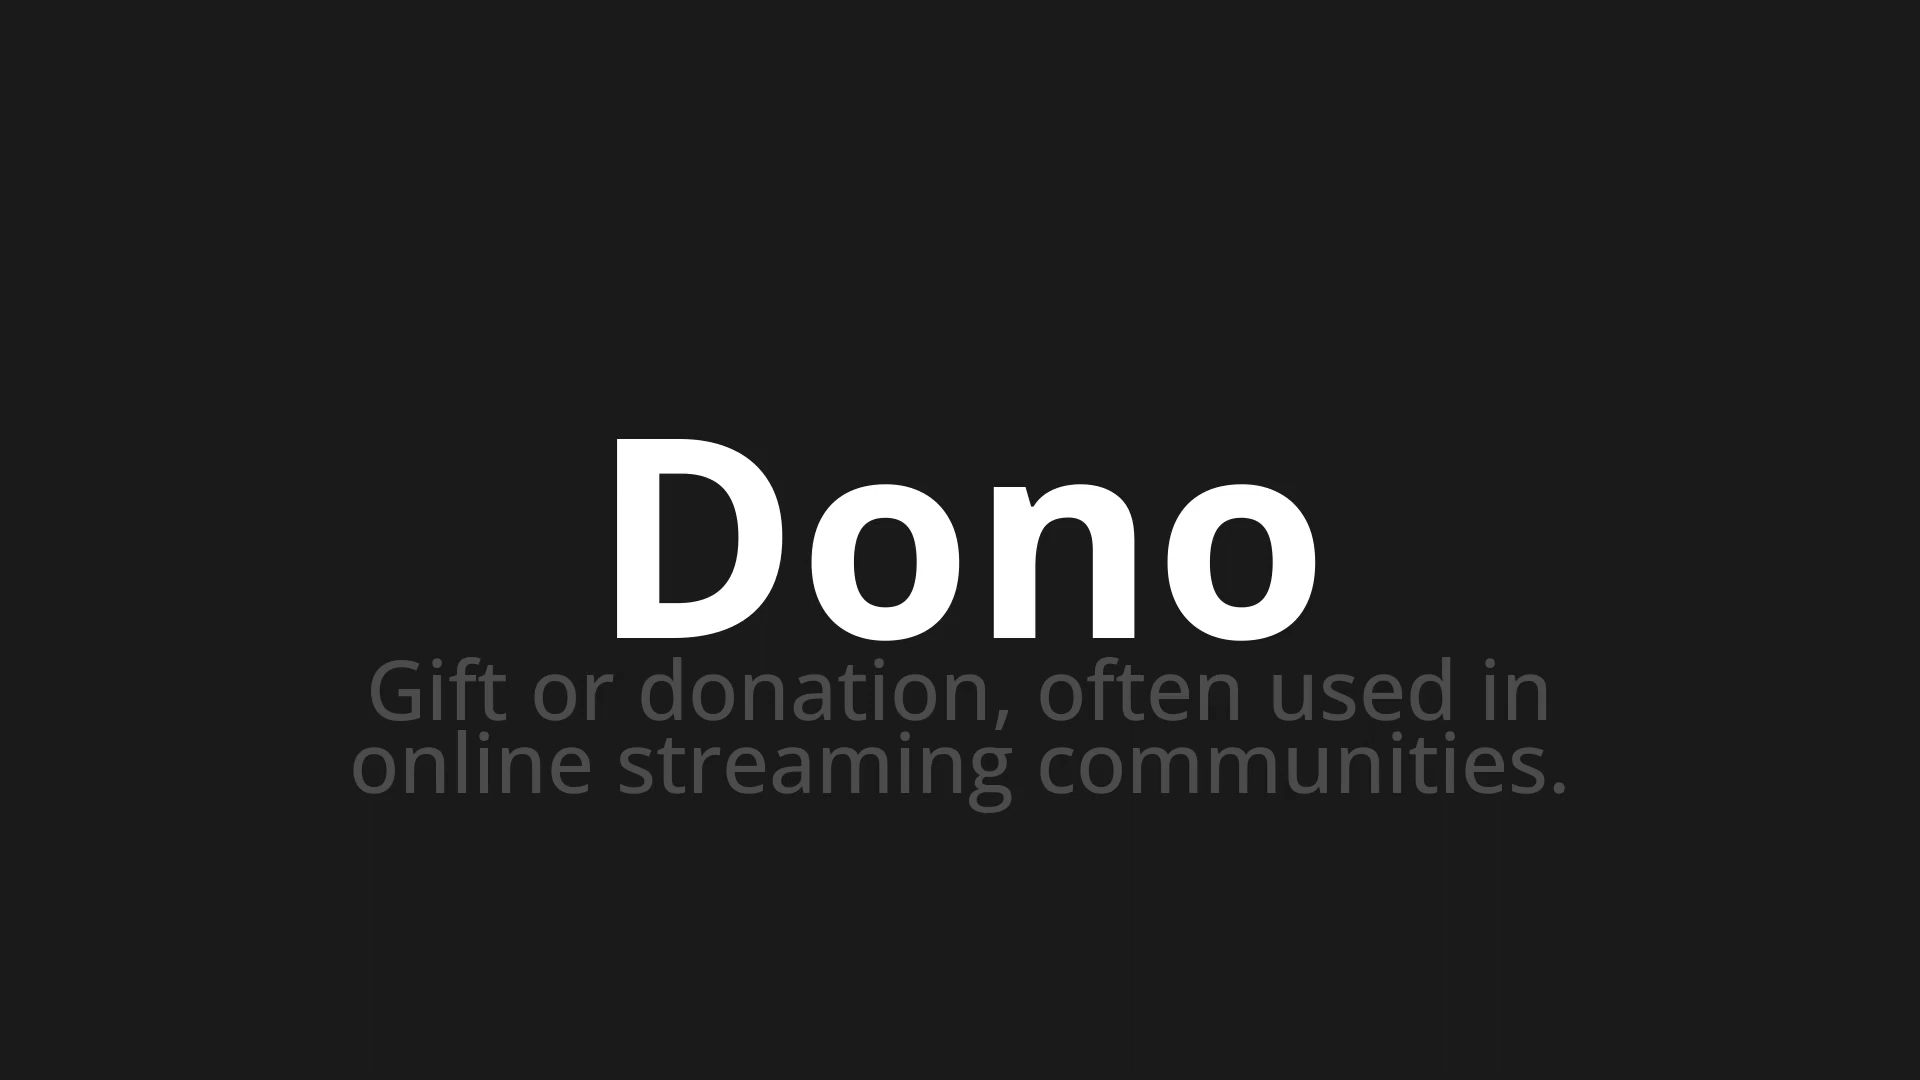 Dono
Gift or donation, often used in
online streaming communities.